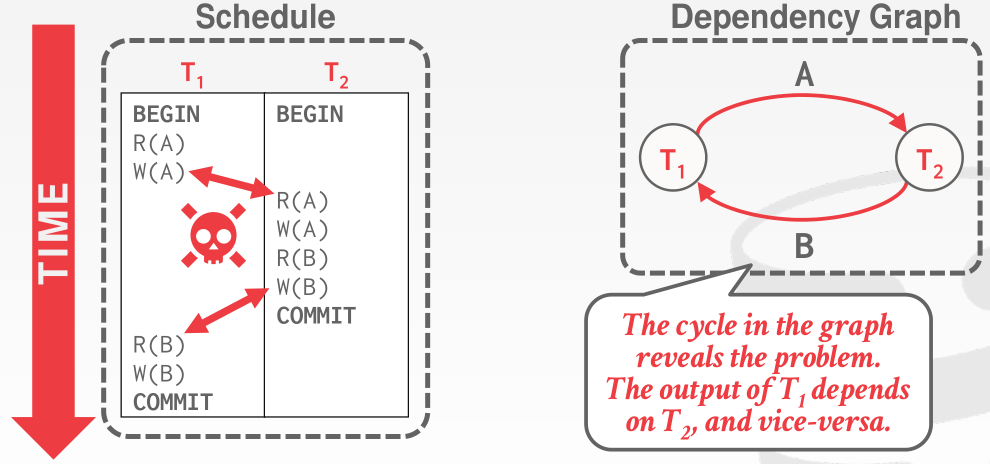 Schedule
Dependency Graph
TIME
T1
T2
BEGIN
BEGIN
R(A)
W(A)
R(A)
W(A)
R(B)
W(B)
COMMIT
R(B)
W(B)
COMMIT
A
T1
T2
B
The cycle in the graph
reveals the problem.
The output of T1 depends
on T2, and vice-versa.